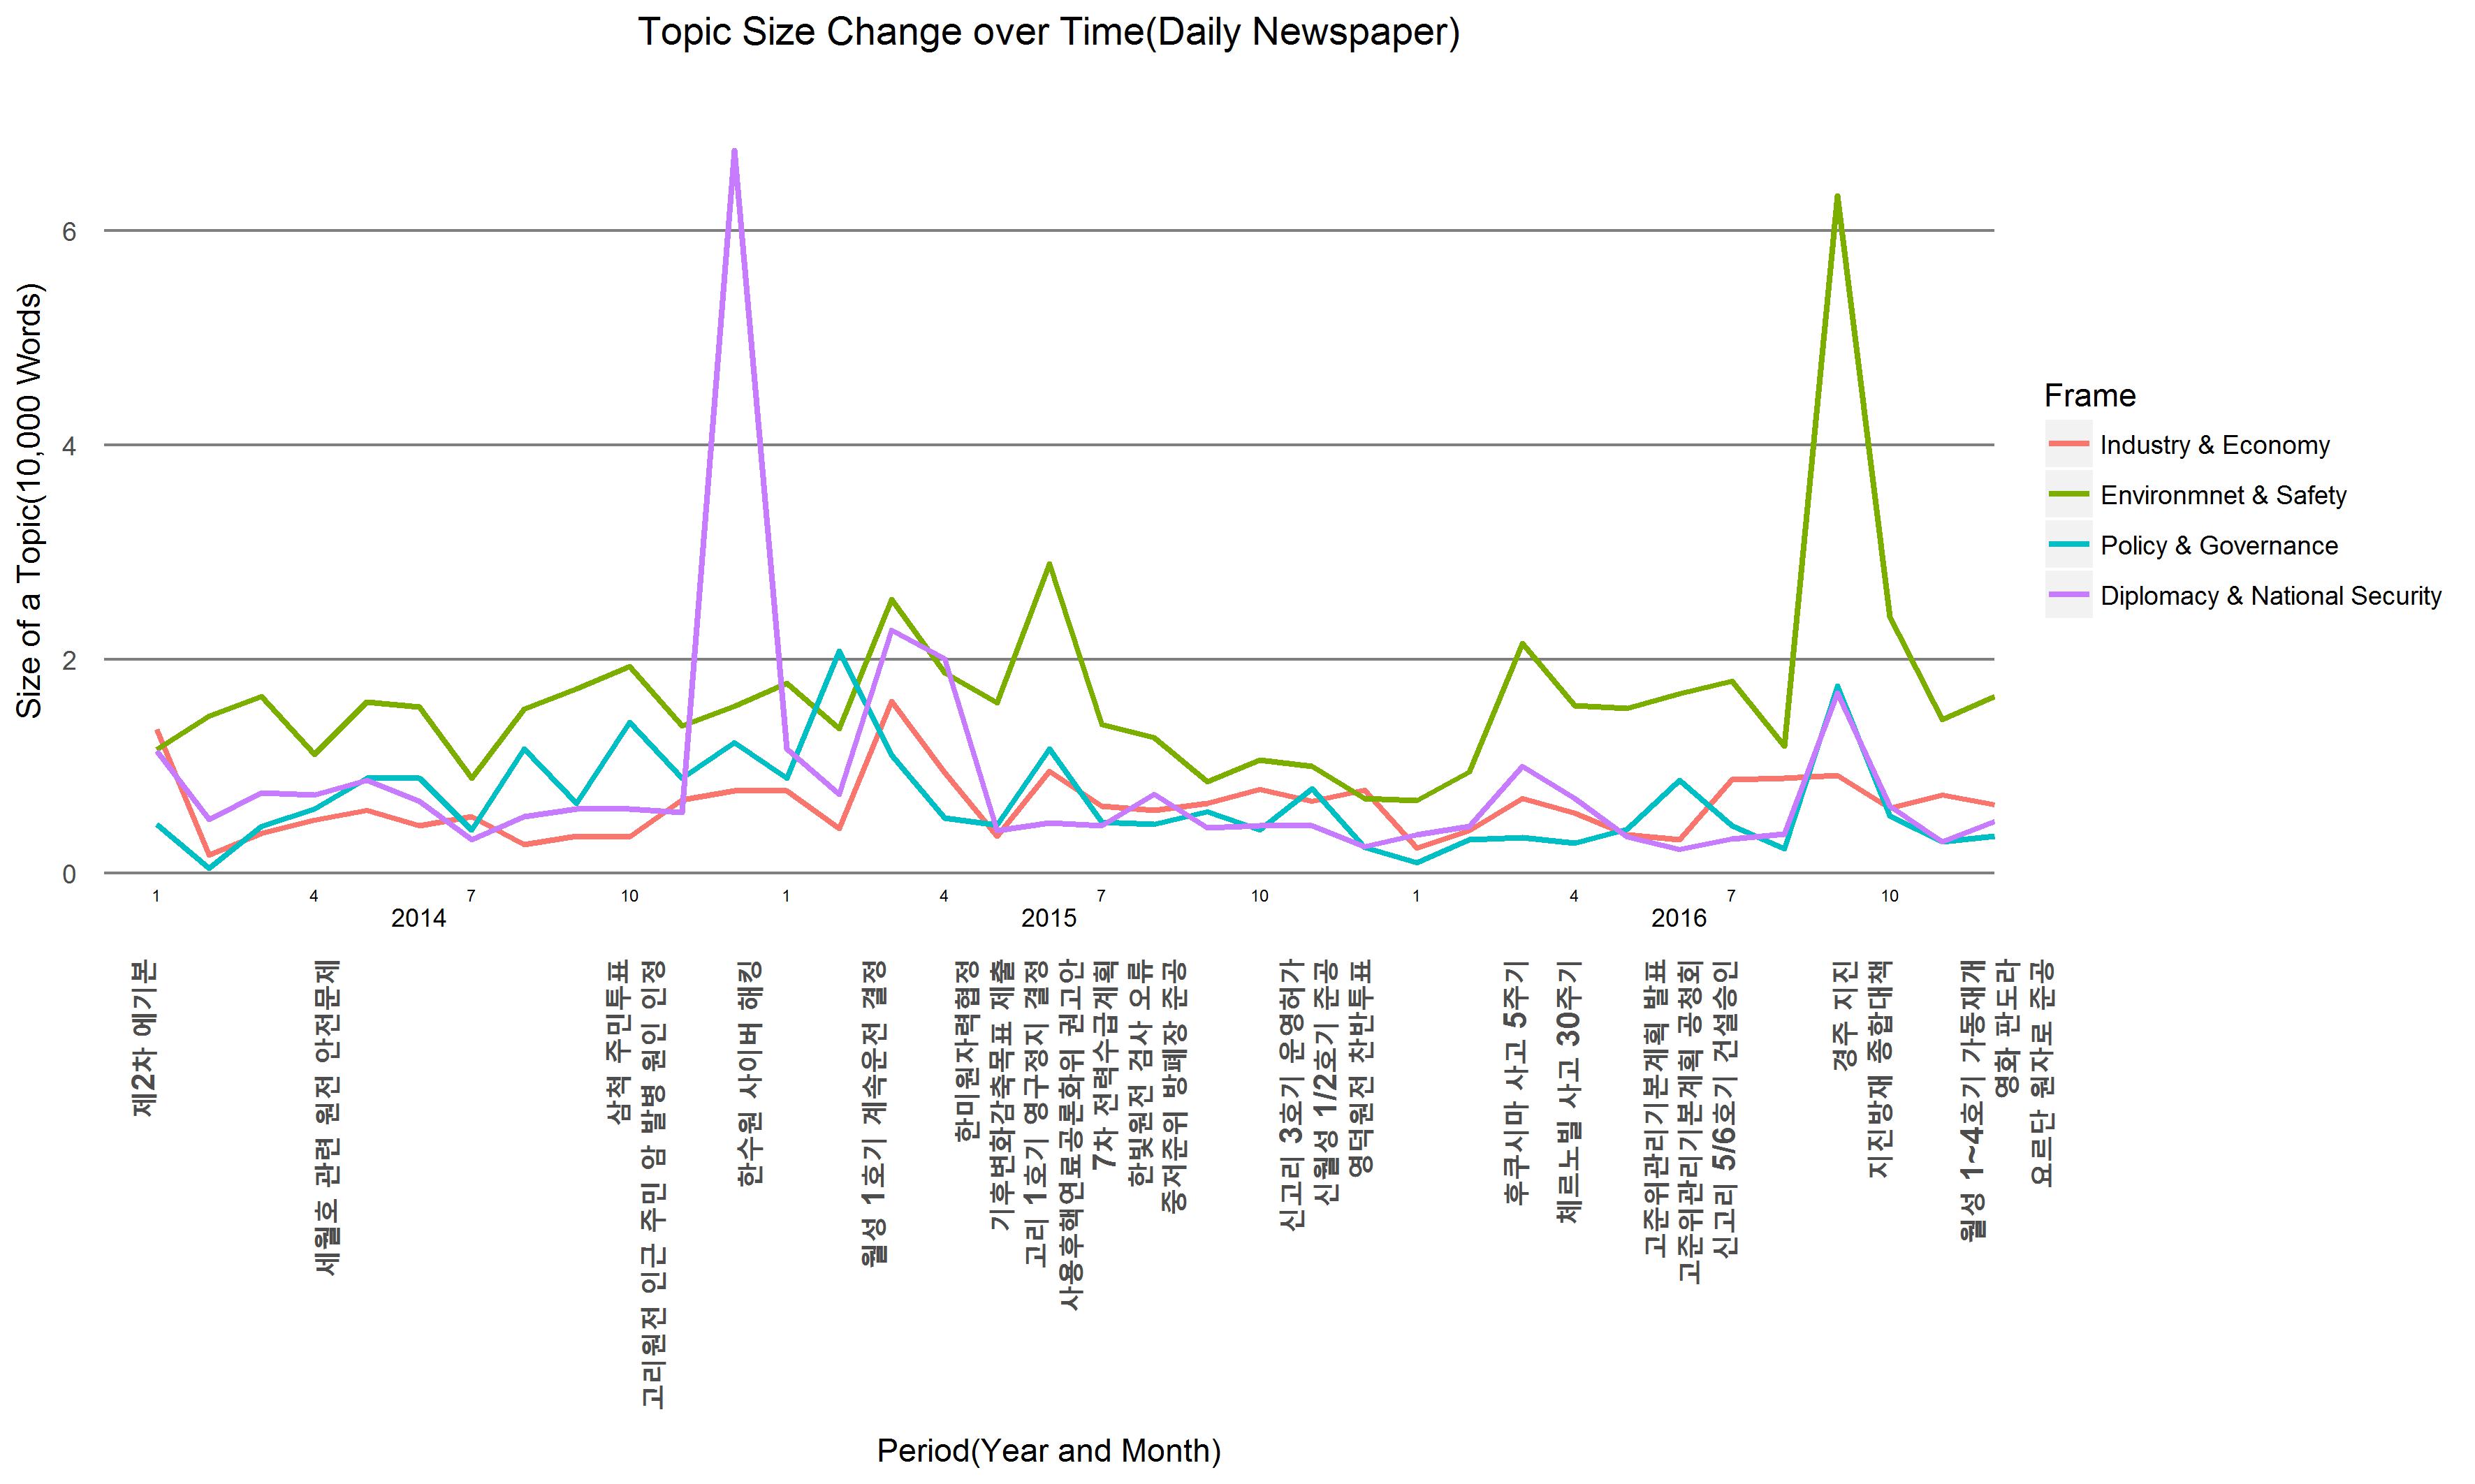 Topic Size Change over Time(Daily Newspaper)
Size of a Topic(10,000 Words)
6
4
2
0
1
4
7
10
1
4
7
10
1
4
7
10
2014
2015
2016
제2차 에기본
세월호 관련 원전 안전문제
삼척 주민투표
고리원전 인근 주민 암 발병 원인 인정
한수원 사이버 해킹
월성 1호기 계속운전 결정
한미원자력협정
기후변화감축목표 제출
고리 1호기 영구정지 결정
사용후핵연료공론화위 권고안
7차 전력수급계획
한빛원전 검사 오류
중저준위 방폐장 준공
신고리 3호기 운영허가
신월성 1/2호기 준공
영덕원전 찬반투표
후쿠시마 사고 5주기
체르노빌 사고 30주기
고준위관리기본계획 발표
고준위관리기본계획 공청회
신고리 5/6호기 건설승인
경주 지진
지진방재 종합대책
월성 1~4호기 가동재개
영화 판도라
요르단 원자로 준공
Period(Year and Month)
Frame
Industry & Economy
Environmnet & Safety
Policy & Governance
Diplomacy & National Security